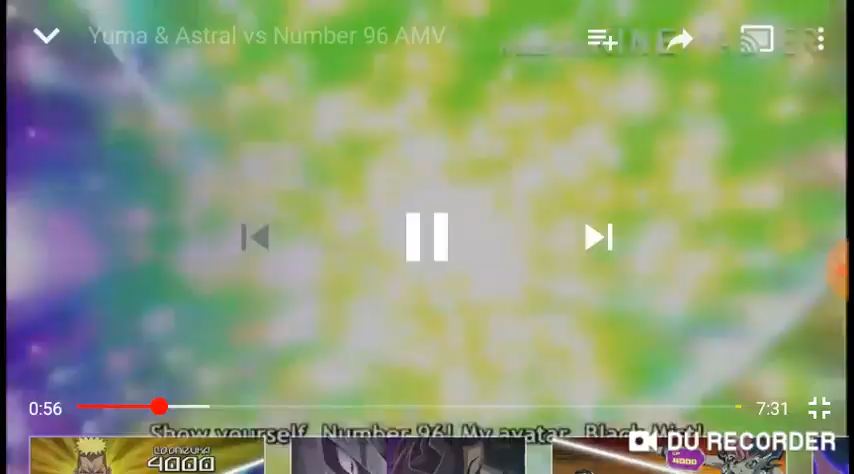 Yuma & Astral vs Number 96 AMV
0:56
7:31
Show yourself, Number 96! My avatar, Black Mist!
DU RECORDER
4000
4000